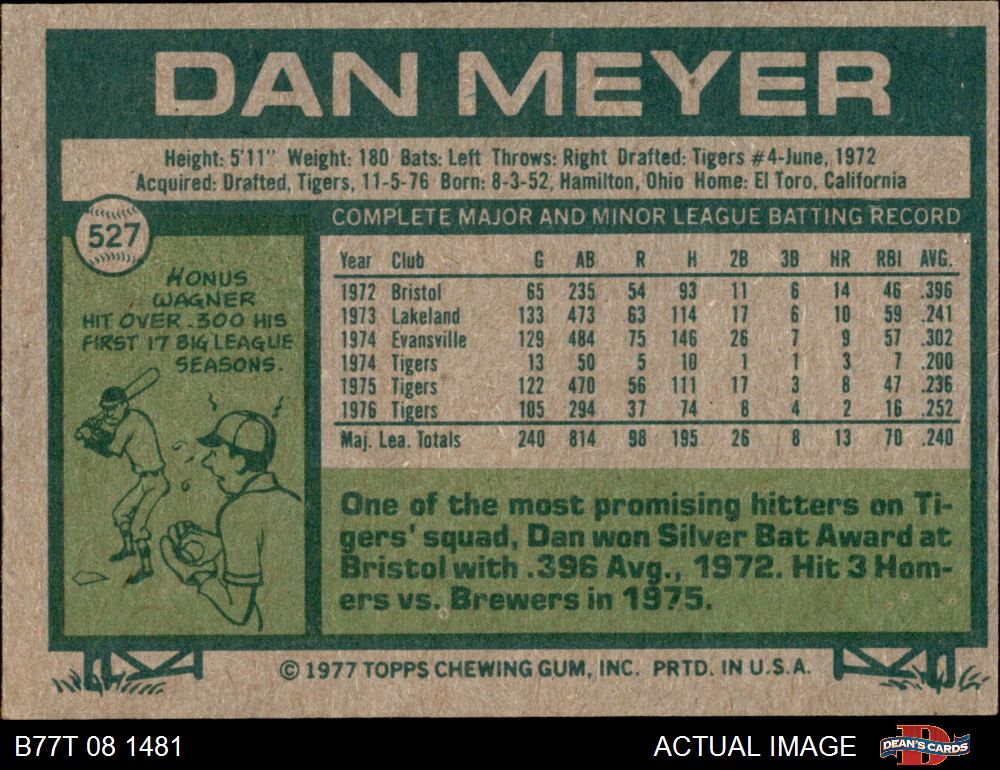 DAN MEYER
Height: 5'11" Weight: 180 Bats: Left Throws: Right Drafted: Tigers #4-June, 1972
Acquired: Drafted, Tigers, 11-5-76 Born: 8-3-52, Hamilton, Ohio Home: El Toro, California
527
HONUS
WAGNER
HIT OVER .300 HIS
FIRST 17 BIG LEAGUE
SEASONS.
COMPLETE MAJOR AND MINOR LEAGUE BATTING RECORD
Year Club G AB R H 2B 3B HR RBI AVG.
1972 Bristol 65 235 54 93 11 6 14 46 .396
1973 Lakeland 133 473 63 114 17 6 10 59 .241
1974 Evansville 129 484 75 146 26 7 9 57 .302
1974 Tigers 13 50 5 10 1 1 3 7 .200
1975 Tigers 122 470 56 111 17 3 8 47 .236
1976 Tigers 105 294 37 74 8 4 2 16 .252
Maj. Lea. Totals 240 814 98 195 26 8 13 70 .240
One of the most promising hitters on Ti-
gers' squad, Dan won Silver Bat Award at
Bristol with .396 Avg., 1972. Hit 3 Hom-
ers vs. Brewers in 1975.
© 1977 TOPPS CHEWING GUM, INC. PRTD. IN U.S.A.
B77T 08 1481
ACTUAL IMAGE
D
DEAN'S CARDS